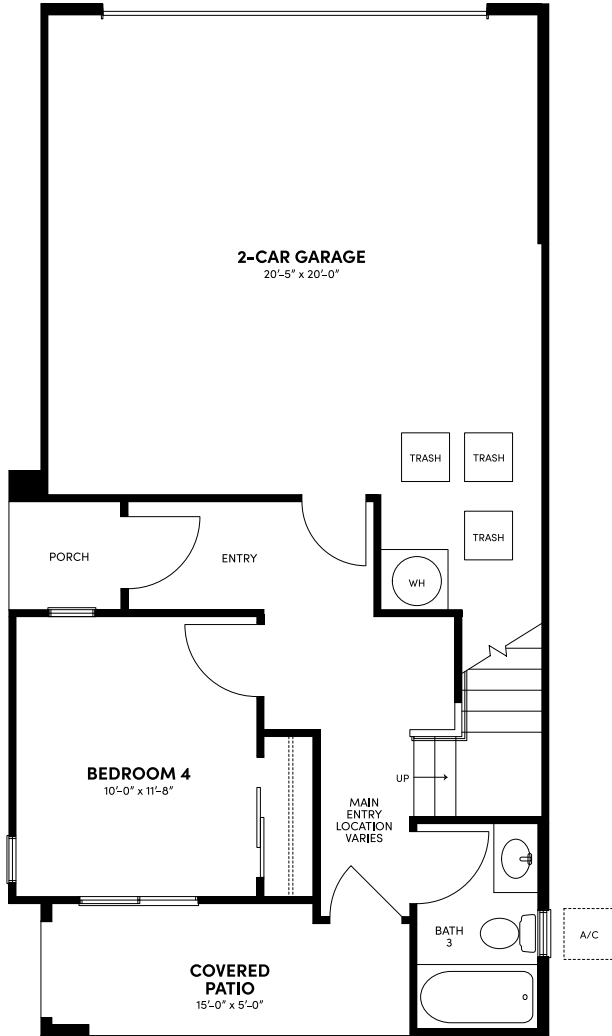 2-CAR GARAGE
20'-5" x 20'-0"
TRASH
TRASH
TRASH
PORCH
ENTRY
WH
BEDROOM 4
10'-0" x 11'-8"
UP
MAIN
ENTRY
LOCATION
VARIES
BATH
3
A/C
COVERED
PATIO
15'-0" x 5'-0"